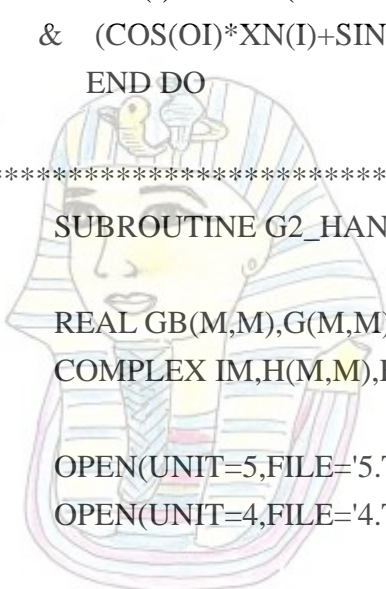 & (COS(OI)*XN(I)+SIN
END DO
****************************
SUBROUTINE G2_HAN
REAL GB(M,M),G(M,M)
COMPLEX IM,H(M,M),
OPEN(UNIT=5,FILE='5.
OPEN(UNIT=4,FILE='4.